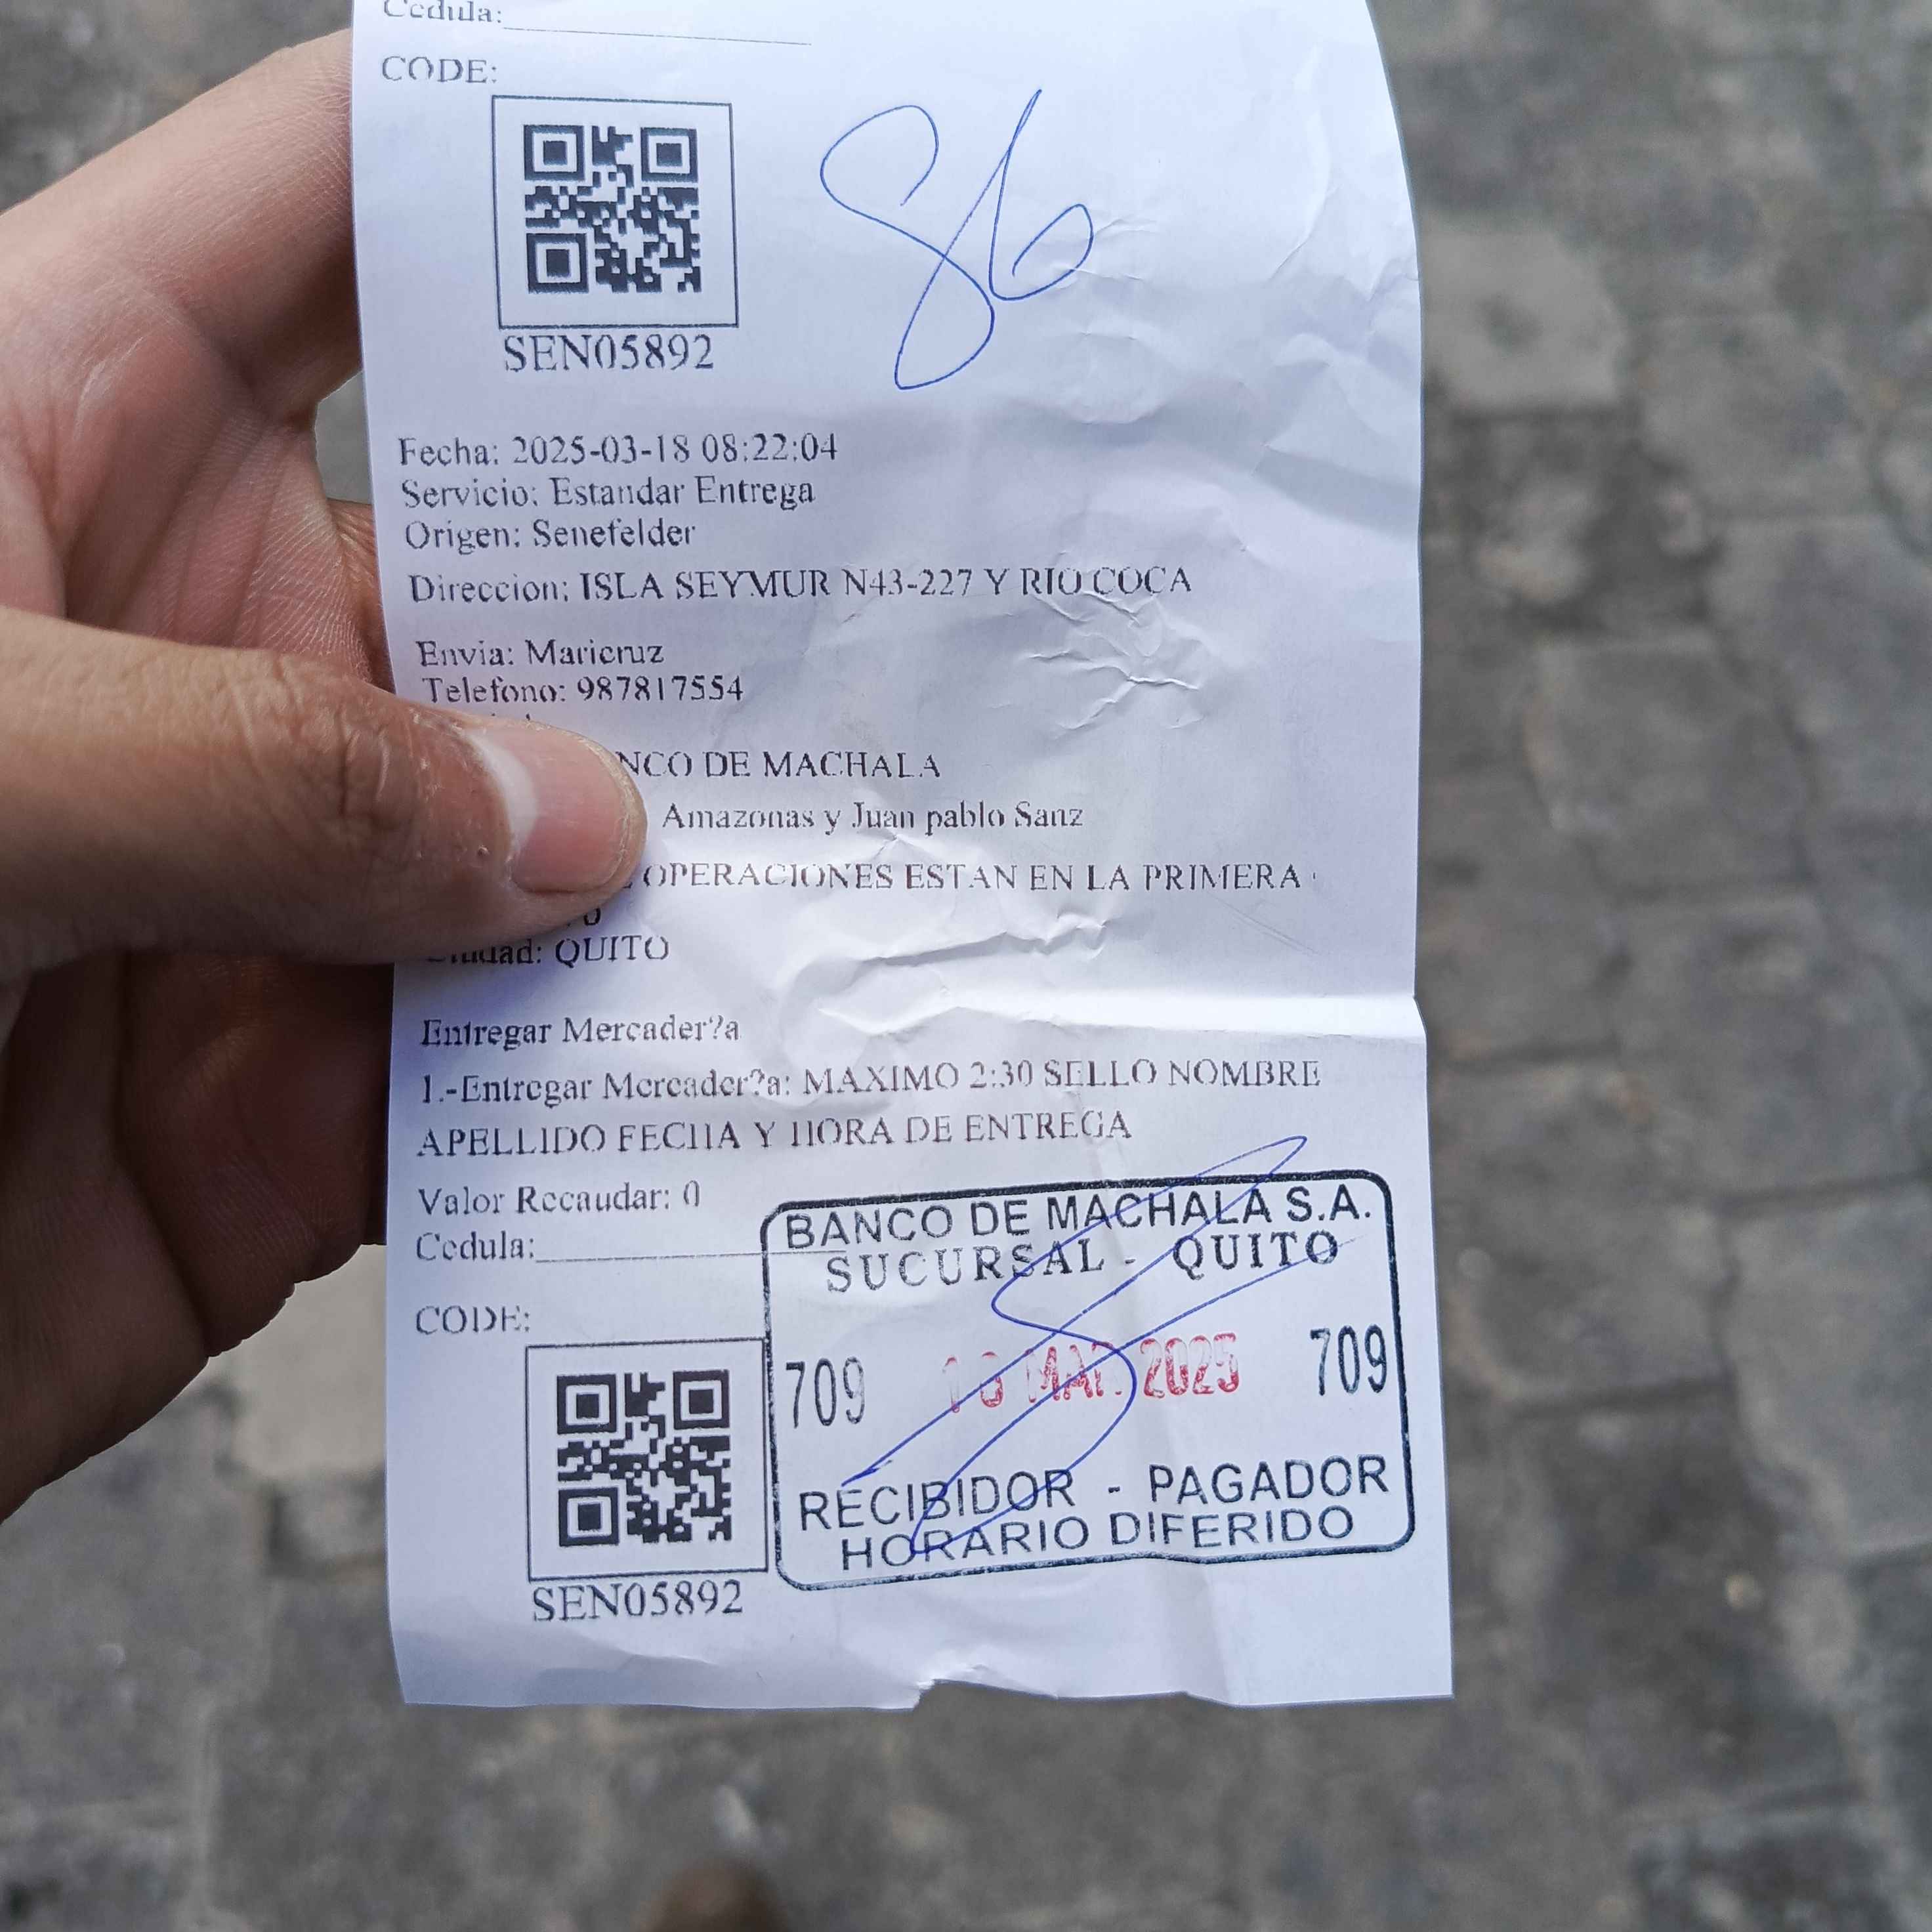 Cedula:
CODE:
SEN05892
Fecha: 2025-03-18 08:22:04
Servicio: Estandar Entrega
Origen: Senefelder
Direccion: ISLA SEYMUR N43-227 Y RIO COCA
Envia: Maricruz
Telefono: 987817554
NCO DE MACHALA
Amazonas y Juan pablo Sanz
OPERACIONES ESTAN EN LA PRIMERA
Ciudad: QUITO
Entregar Mercader?a
1.-Entregar Mercader?a: MAXIMO 2:30 SELLO NOMBRE
APELLIDO FECHA Y HORA DE ENTREGA
Valor Recaudar: 0
Cedula:
CODE:
SEN05892
BANCO DE MACHALA S.A.
SUCURSAL - QUITO
709 MAR 2025 709
RECIBIDOR - PAGADOR
HORARIO DIFERIDO